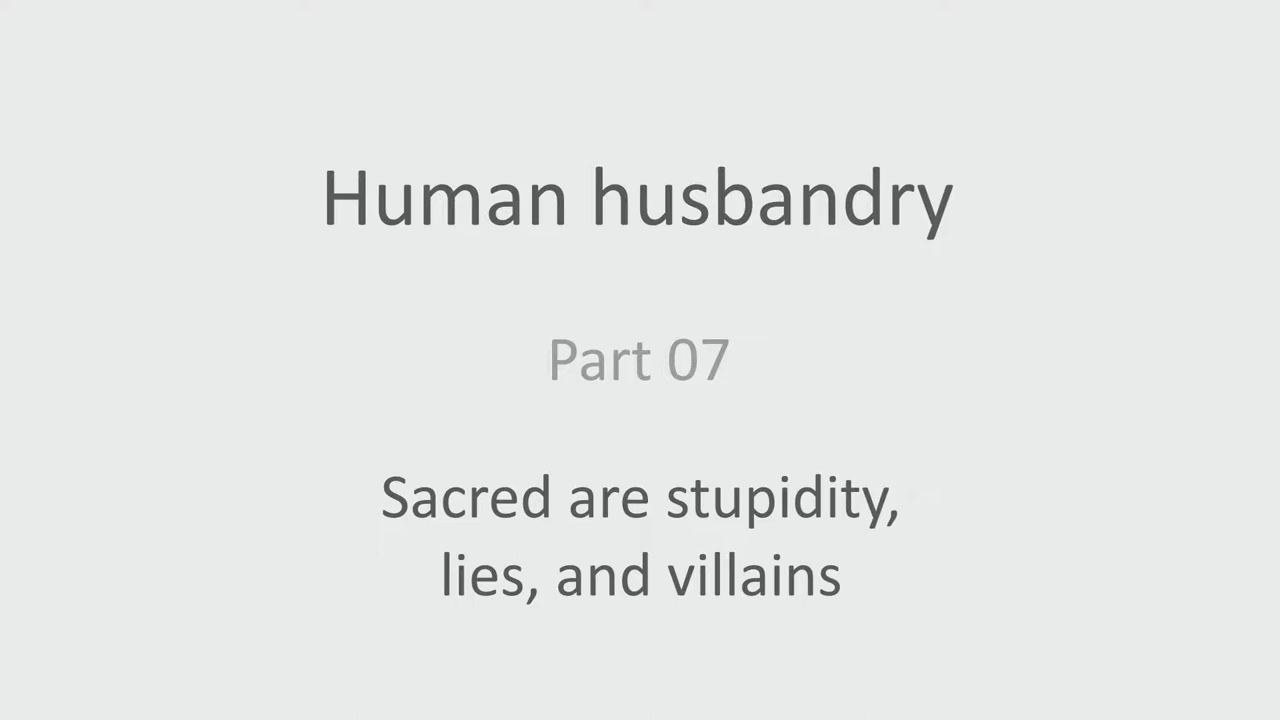 Human husbandry
Part 07
Sacred are stupidity,
lies, and villains